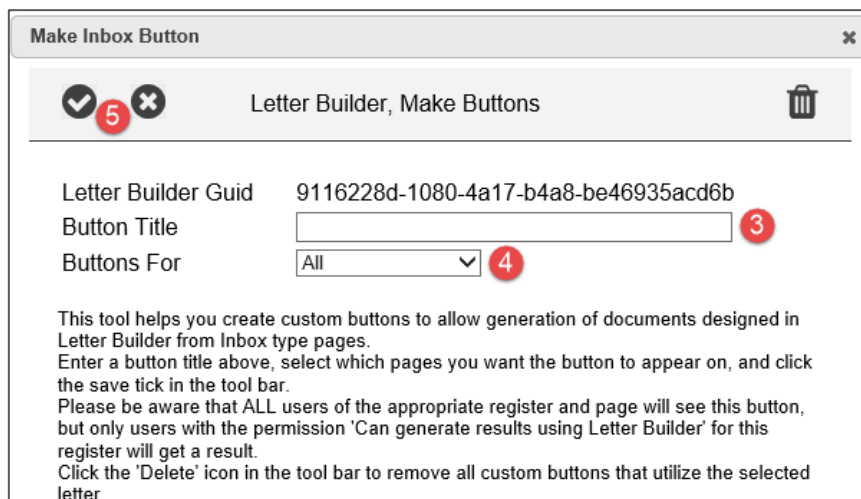 Make Inbox Button
5
Letter Builder, Make Buttons
Letter Builder Guid 9116228d-1080-4a17-b4a8-be46935acd6b
Button Title 3
Buttons For All 4
This tool helps you create custom buttons to allow generation of documents designed in
Letter Builder from Inbox type pages.
Enter a button title above, select which pages you want the button to appear on, and click
the save tick in the tool bar.
Please be aware that ALL users of the appropriate register and page will see this button,
but only users with the permission 'Can generate results using Letter Builder' for this
register will get a result.
Click the 'Delete' icon in the tool bar to remove all custom buttons that utilize the selected
letter.